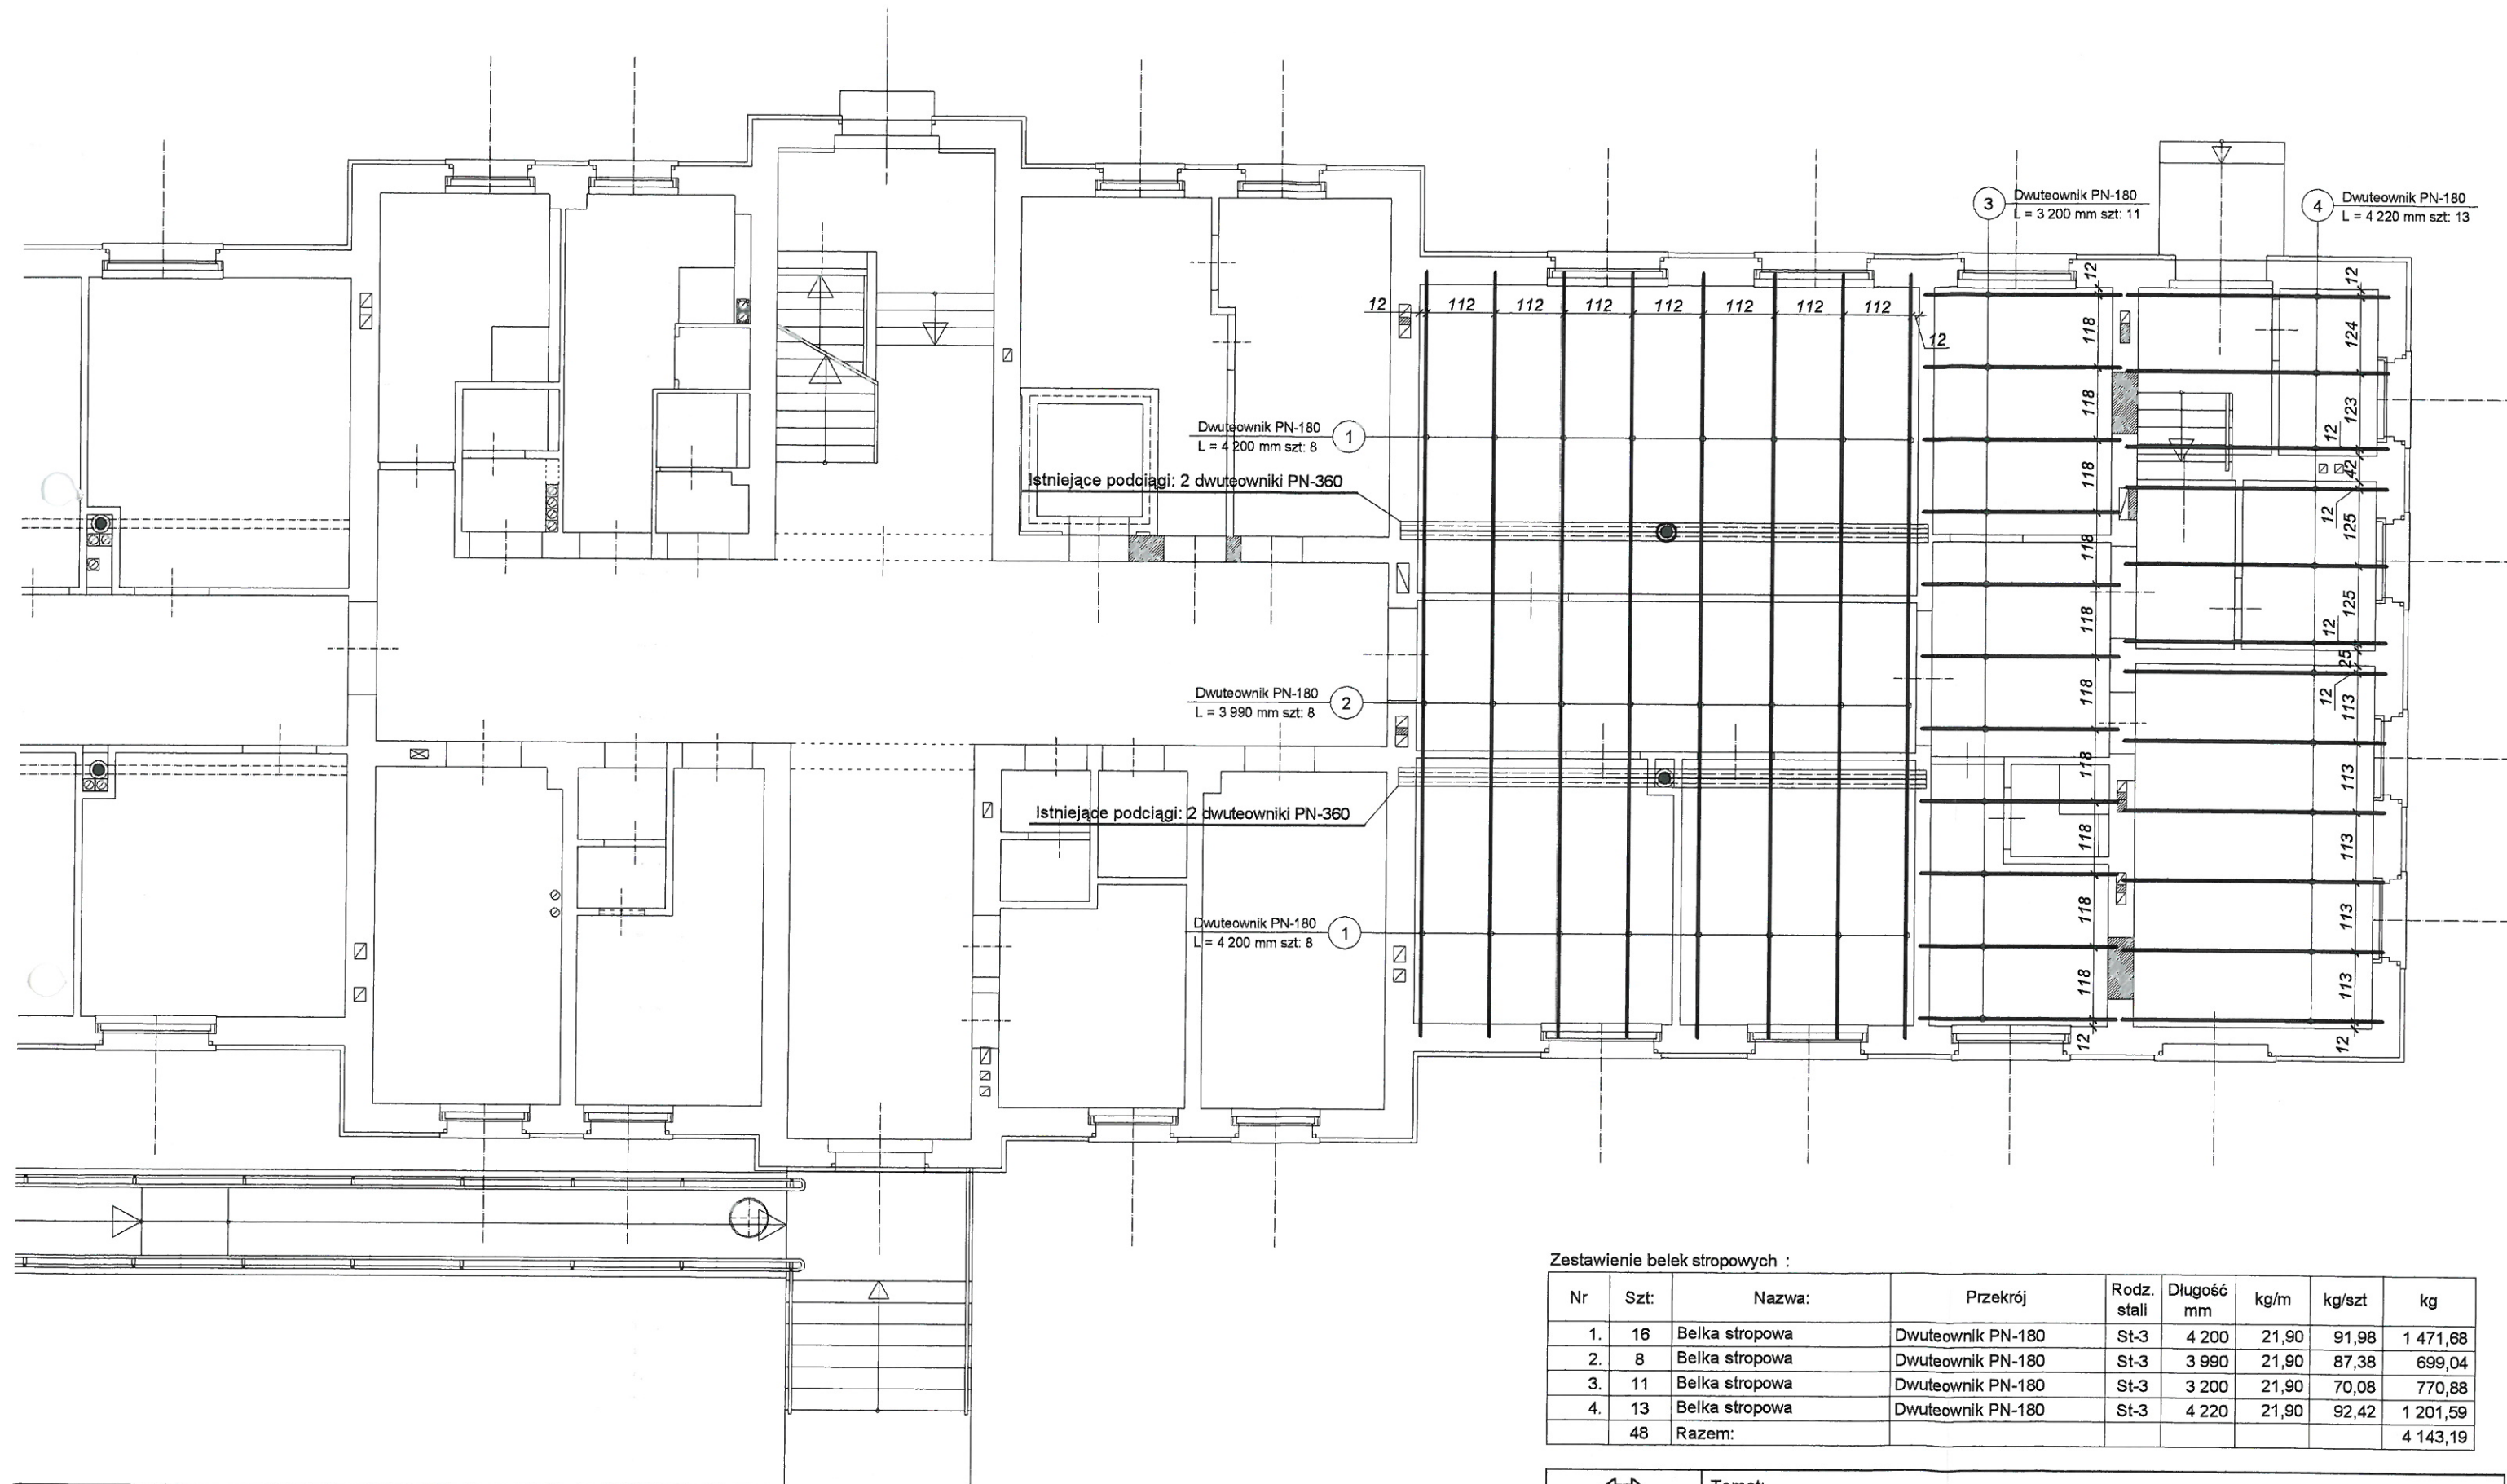 3
Dwuteownik PN-180
L = 3 200 mm szt: 11
4
Dwuteownik PN-180
L = 4 220 mm szt: 13
12
112
112
112
112
112
112
112
12
12
118
118
118
118
118
118
118
118
118
118
12
12
124
123
12
42
12
125
125
12
25
12
113
113
113
113
113
12
Dwuteownik PN-180
L = 4 200 mm szt: 8
1
Istniejące podciągi: 2 dwuteowniki PN-360
Dwuteownik PN-180
L = 3 990 mm szt: 8
2
Istniejące podciągi: 2 dwuteowniki PN-360
Dwuteownik PN-180
L = 4 200 mm szt: 8
1
Zestawienie belek stropowych :
Nr Szt: Nazwa: Przekrój Rodz. stali Długość mm kg/m kg/szt kg
1. 16 Belka stropowa Dwuteownik PN-180 St-3 4 200 21,90 91,98 1 471,68
2. 8 Belka stropowa Dwuteownik PN-180 St-3 3 990 21,90 87,38 699,04
3. 11 Belka stropowa Dwuteownik PN-180 St-3 3 200 21,90 70,08 770,88
4. 13 Belka stropowa Dwuteownik PN-180 St-3 4 220 21,90 92,42 1 201,59
48 Razem: 4 143,19